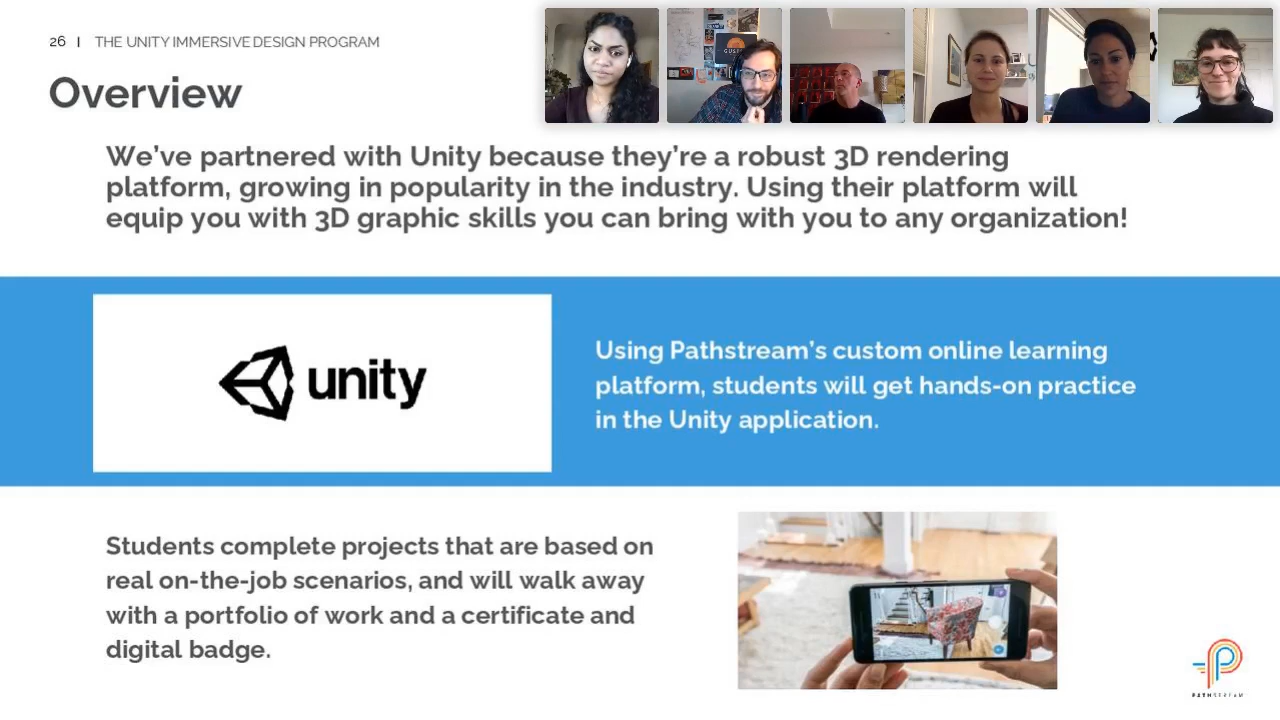 26 | THE UNITY IMMERSIVE DESIGN PROGRAM
Overview
We've partnered with Unity because they're a robust 3D rendering
platform, growing in popularity in the industry. Using their platform will
equip you with 3D graphic skills you can bring with you to any organization!
unity
Using Pathstream's custom online learning
platform, students will get hands-on practice
in the Unity application.
Students complete projects that are based on
real on-the-job scenarios, and will walk away
with a portfolio of work and a certificate and
digital badge.
PATHSTREAM